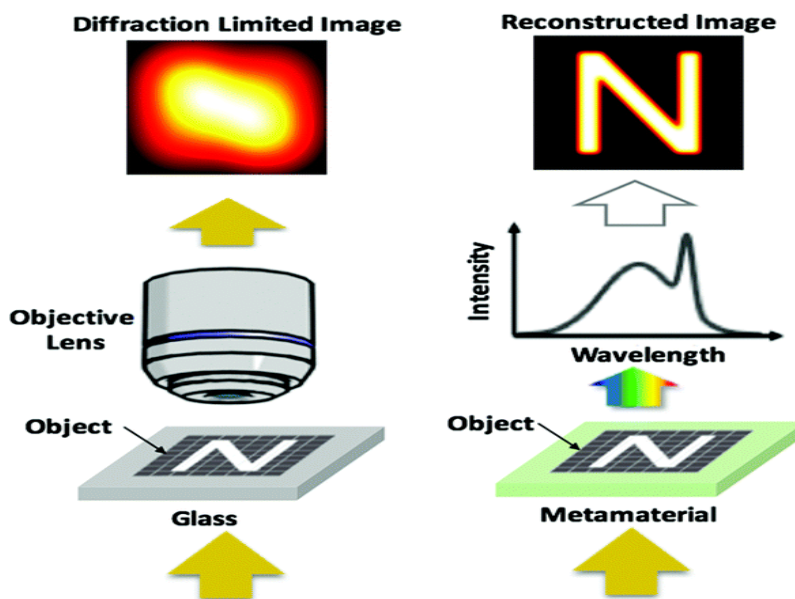 Diffraction Limited Image
Objective
Lens
Object
N
Glass
Reconstructed Image
N
Intensity
Wavelength
Object
N
Metamaterial